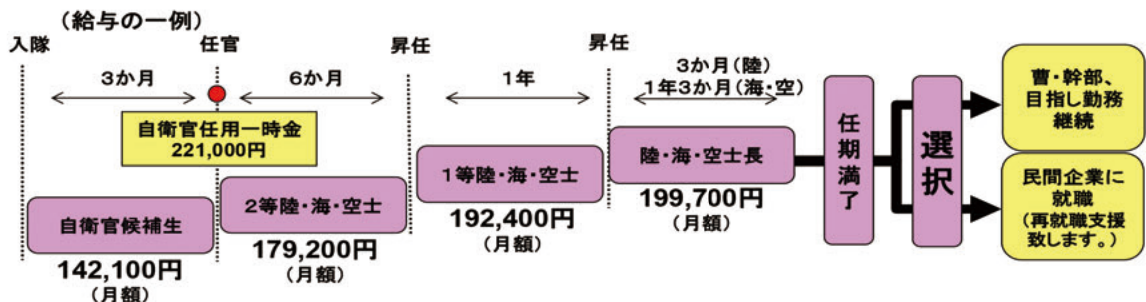 （給与の一例）
入隊
任官
昇任
昇任
3か月
6か月
1年
3か月（陸）
1年3か月（海・空）
自衛官任用一時金
221,000円
自衛官候補生
142,100円
（月額）
2等陸・海・空士
179,200円
（月額）
1等陸・海・空士
192,400円
（月額）
陸・海・空士長
199,700円
（月額）
任期満了
選択
曹・幹部、
目指し勤務
継続
民間企業に
就職
（再就職支援
致します。）